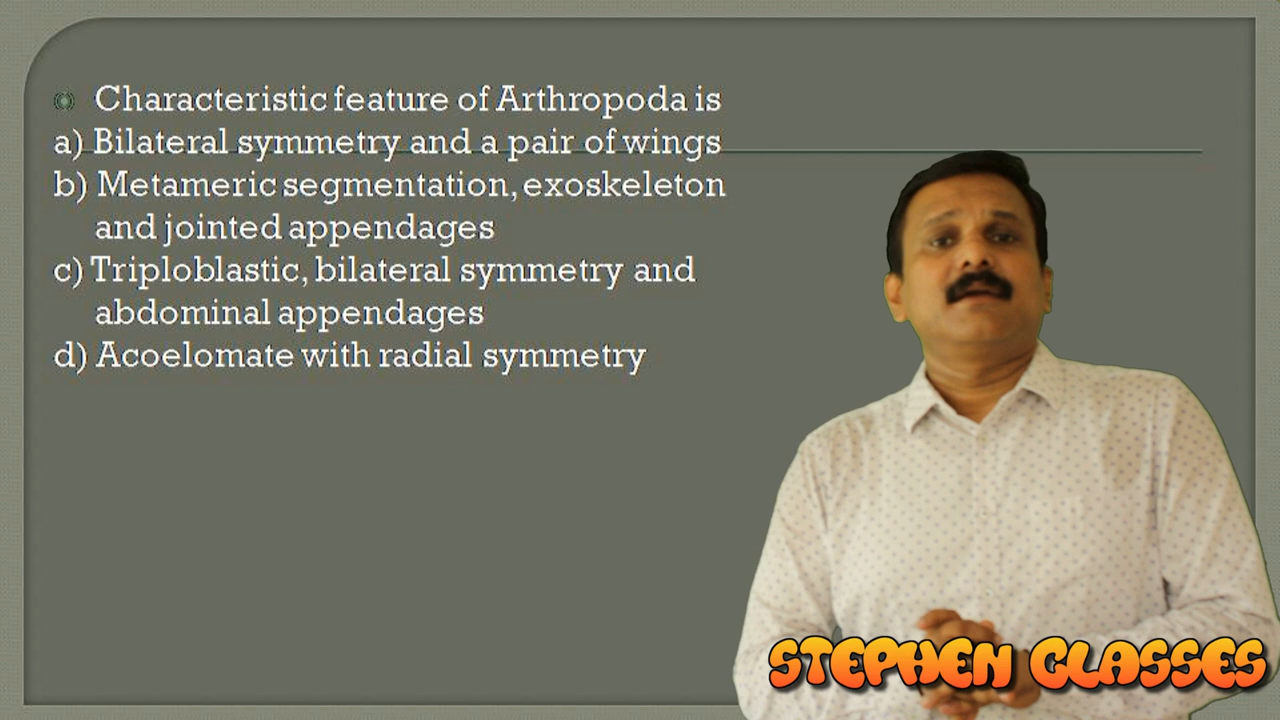 Characteristic feature of Arthropoda is
a) Bilateral symmetry and a pair of wings
b) Metameric segmentation, exoskeleton
and jointed appendages
c) Triploblastic, bilateral symmetry and
abdominal appendages
d) Acoelomate with radial symmetry
STEPHEN CLASSES